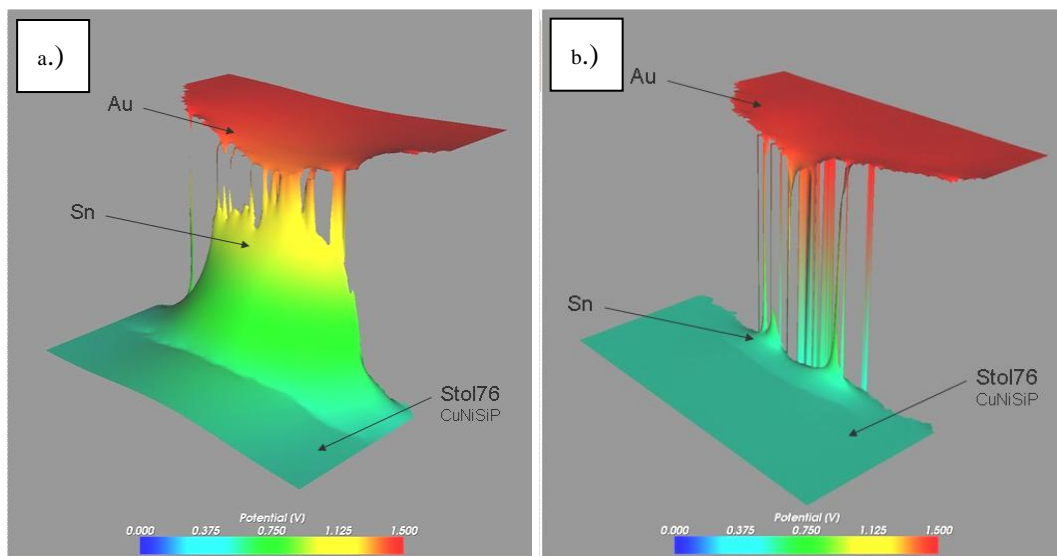 a.)
Au
Sn
Stol76
CuNiSiP
Potential (V)
0.000 0.375 0.750 1.125 1.500
b.)
Au
Sn
Stol76
CuNiSiP
Potential (V)
0.000 0.375 0.750 1.125 1.500